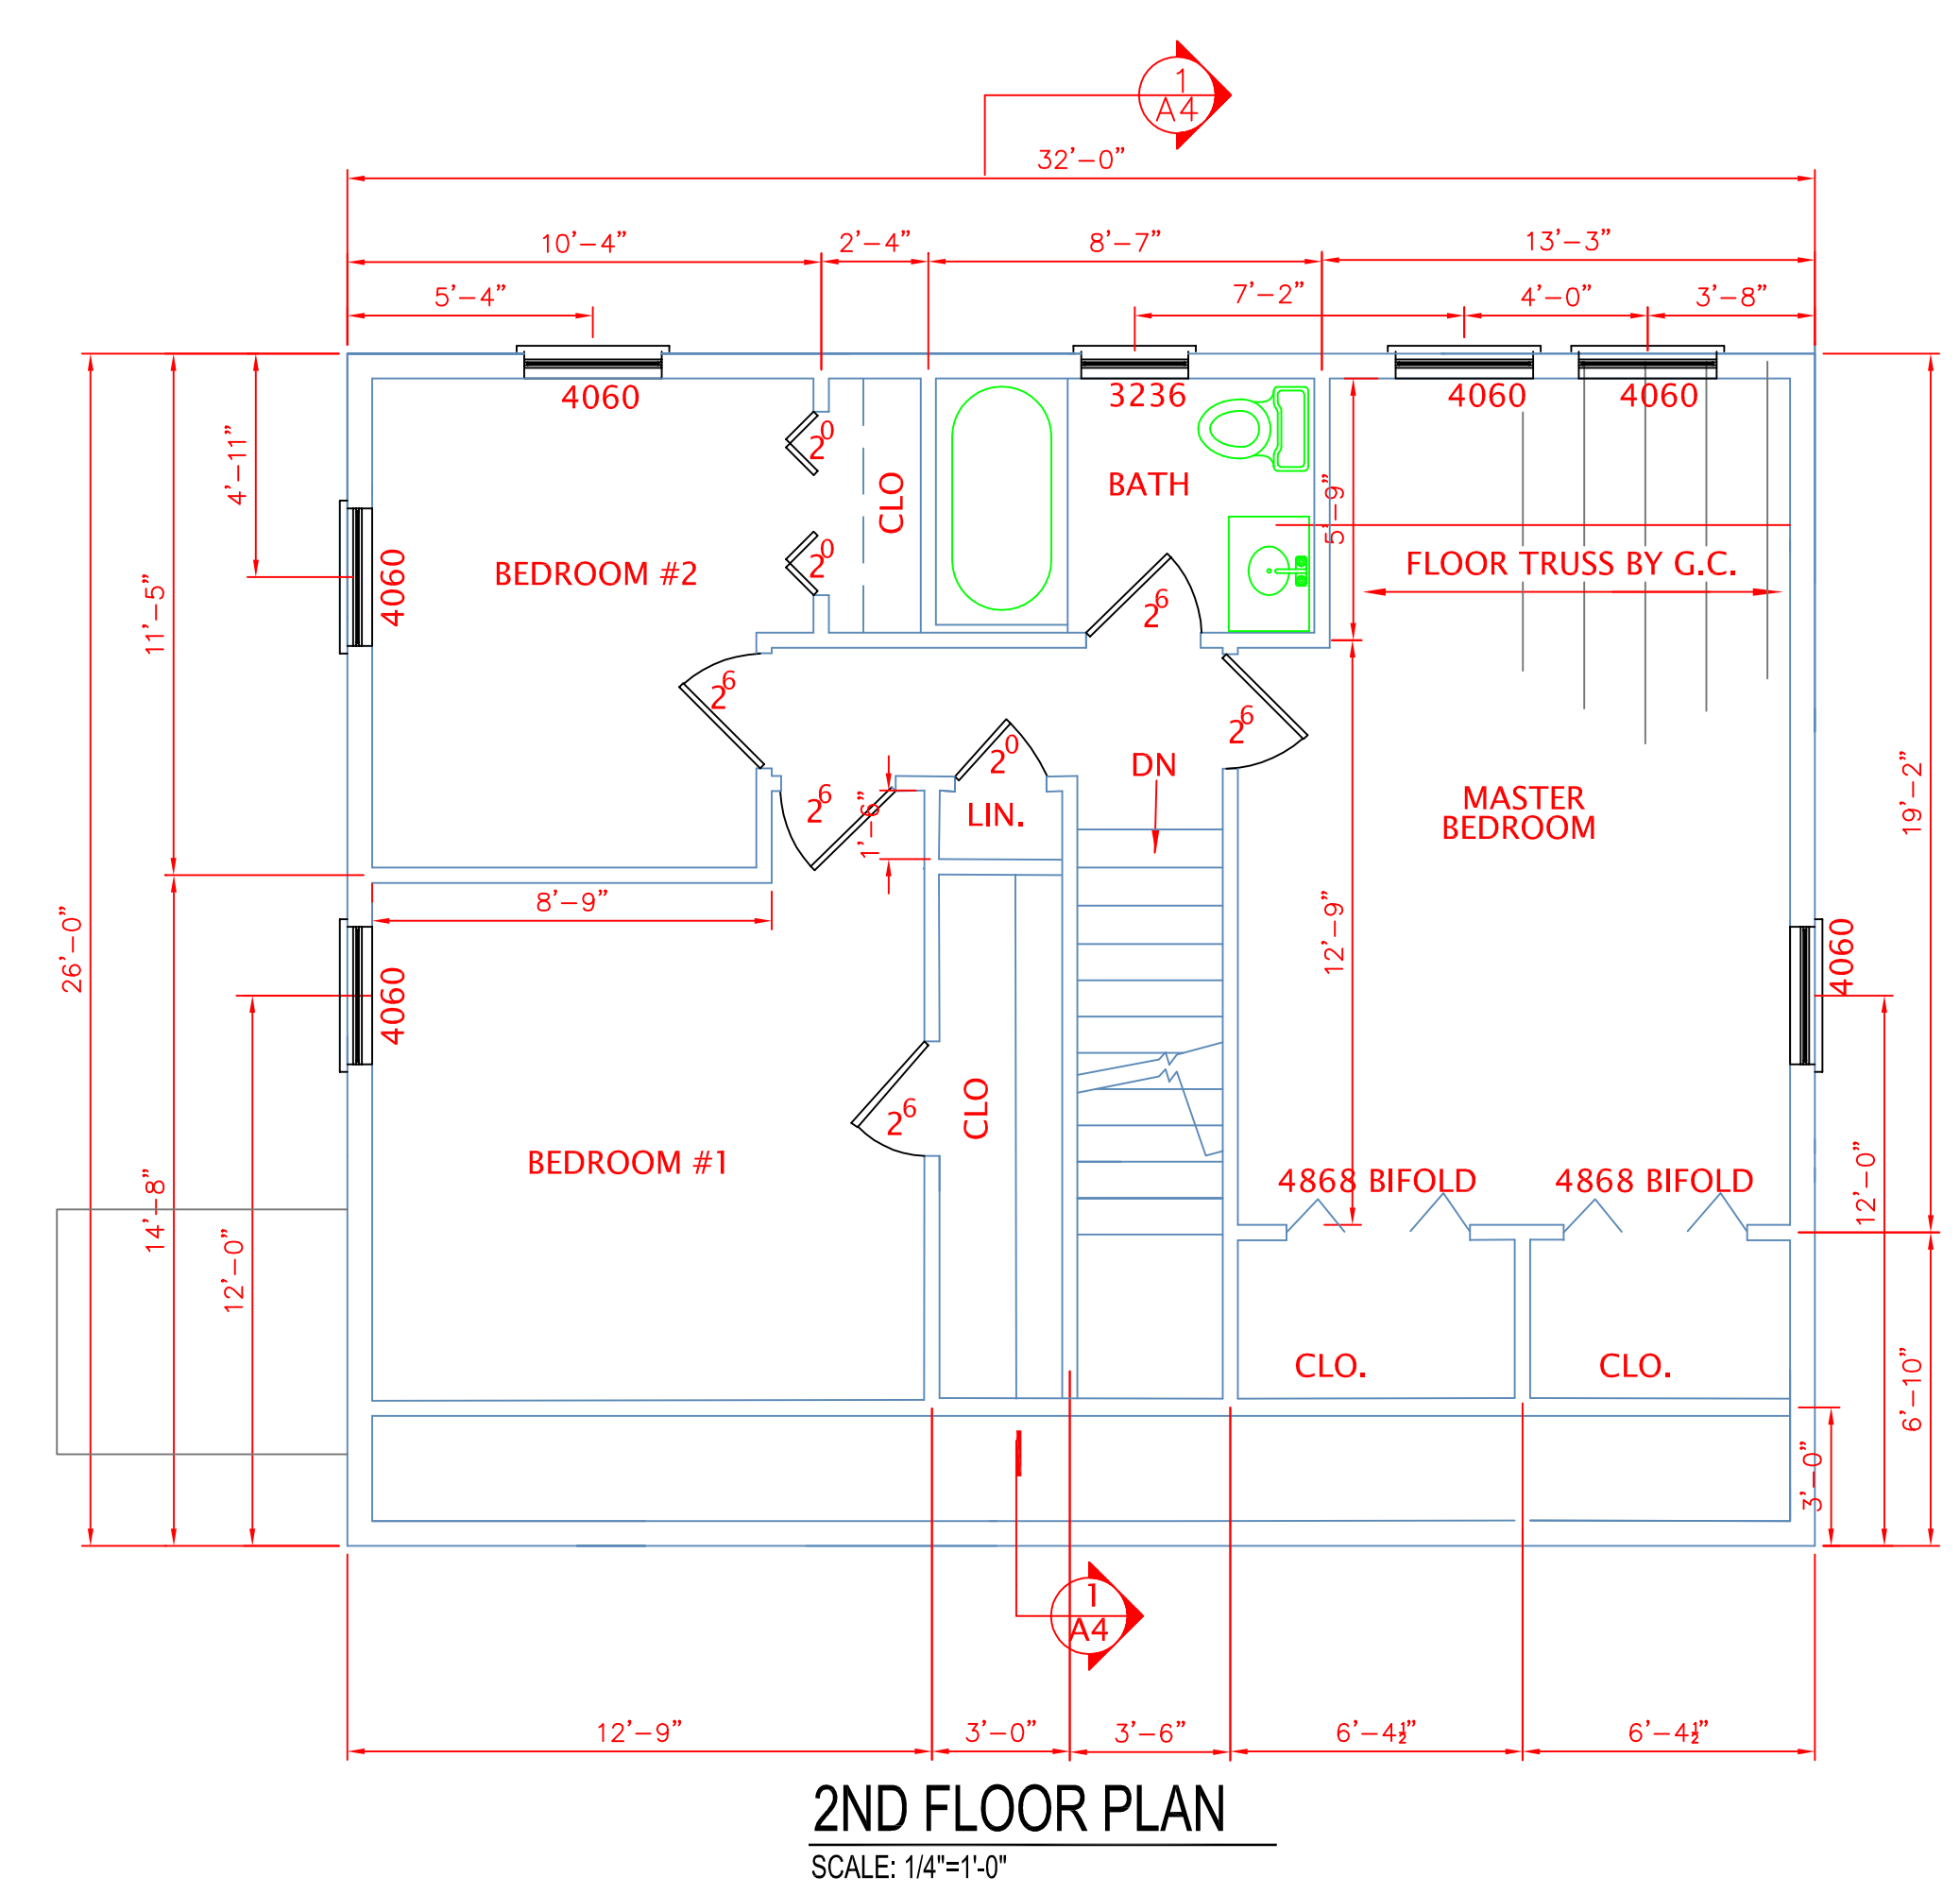 1
A4
32'-0"
10'-4" 2'-4" 8'-7" 13'-3"
5'-4" 7'-2" 4'-0" 3'-8"
4060 3236 4060 4060
4'-11"
2⁰
CLO
BATH
5'-9"
11'-5"
4060
BEDROOM #2
2⁰
2⁶
FLOOR TRUSS BY G.C.
2⁶
2⁶
2⁰
DN
2⁶
1'-6"
LIN.
MASTER
BEDROOM
19'-2"
8'-9"
26'-0"
4060
12'-9"
4060
2⁶
CLO
BEDROOM #1
4868 BIFOLD 4868 BIFOLD
14'-8"
12'-0"
12'-0"
CLO. CLO.
6'-10"
3'-0"
1
A4
12'-9" 3'-0" 3'-6" 6'-4½" 6'-4½"
2ND FLOOR PLAN
SCALE: 1/4"=1'-0"